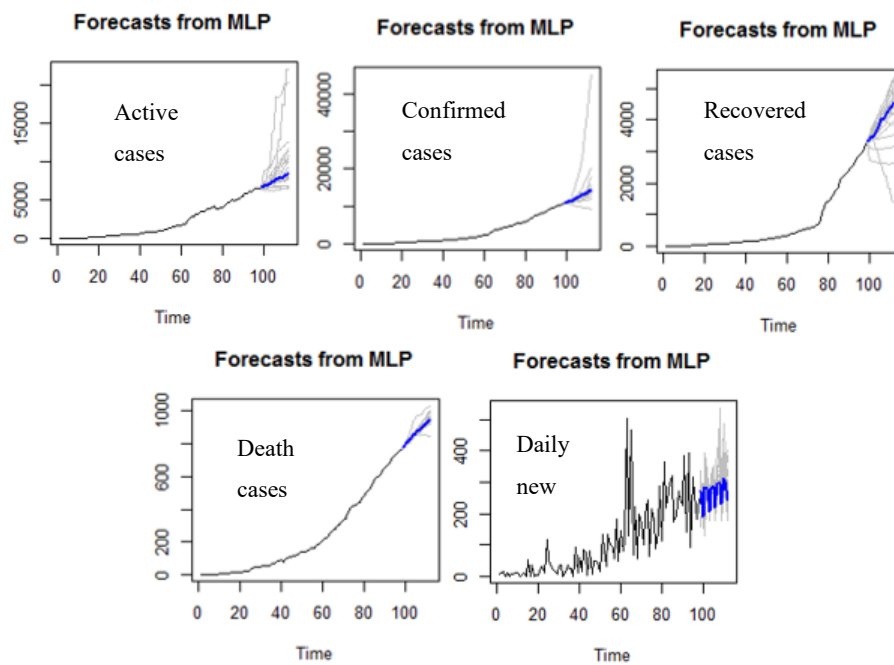 Forecasts from MLP
Active
cases
0
5000
15000
0 20 40 60 80 100
Time
Forecasts from MLP
Confirmed
cases
0
20000
40000
0 20 40 60 80 100
Time
Forecasts from MLP
Recovered
cases
0
2000
4000
0 20 40 60 80 100
Time
Forecasts from MLP
Death
cases
0
200
600
1000
0 20 40 60 80 100
Time
Forecasts from MLP
Daily
new
0
200
400
0 20 40 60 80 100
Time